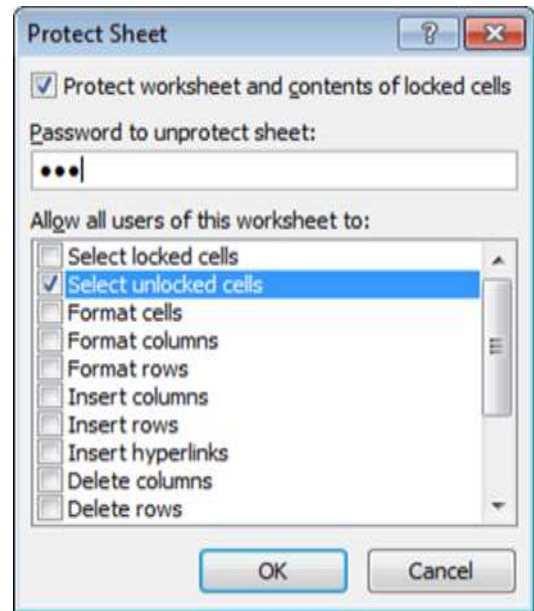 Protect Sheet
Protect worksheet and contents of locked cells
Password to unprotect sheet:
•••
Allow all users of this worksheet to:
Select locked cells
Select unlocked cells
Format cells
Format columns
Format rows
Insert columns
Insert rows
Insert hyperlinks
Delete columns
Delete rows
OK Cancel